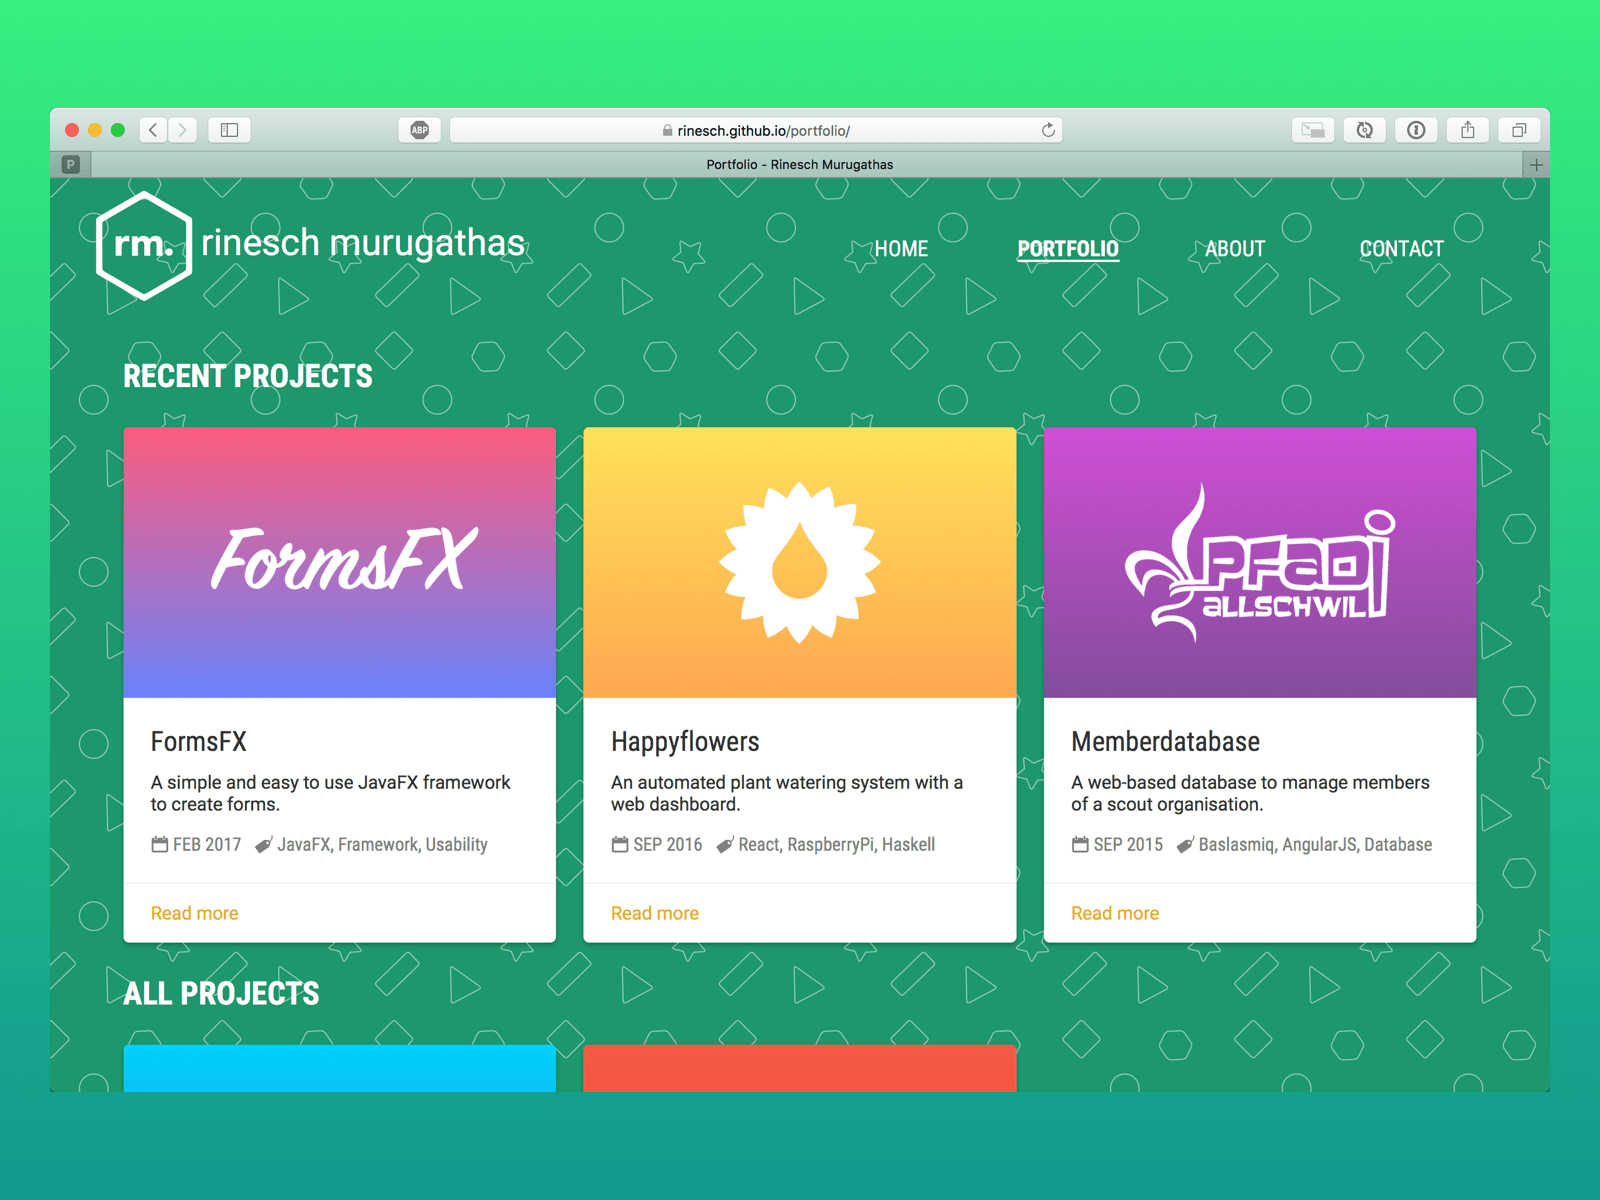 ABP
rinesch.github.io/portfolio/
P
Portfolio - Rinesch Murugathas
rm.
rinesch murugathas
HOME
PORTFOLIO
ABOUT
CONTACT
RECENT PROJECTS
FormsFX
PFADI
ALLSCHWIL
FormsFX
A simple and easy to use JavaFX framework
to create forms.
FEB 2017
JavaFX, Framework, Usability
Read more
Happyflowers
An automated plant watering system with a
web dashboard.
SEP 2016
React, RaspberryPi, Haskell
Read more
Memberdatabase
A web-based database to manage members
of a scout organisation.
SEP 2015
Baslasmiq, AngularJS, Database
Read more
ALL PROJECTS